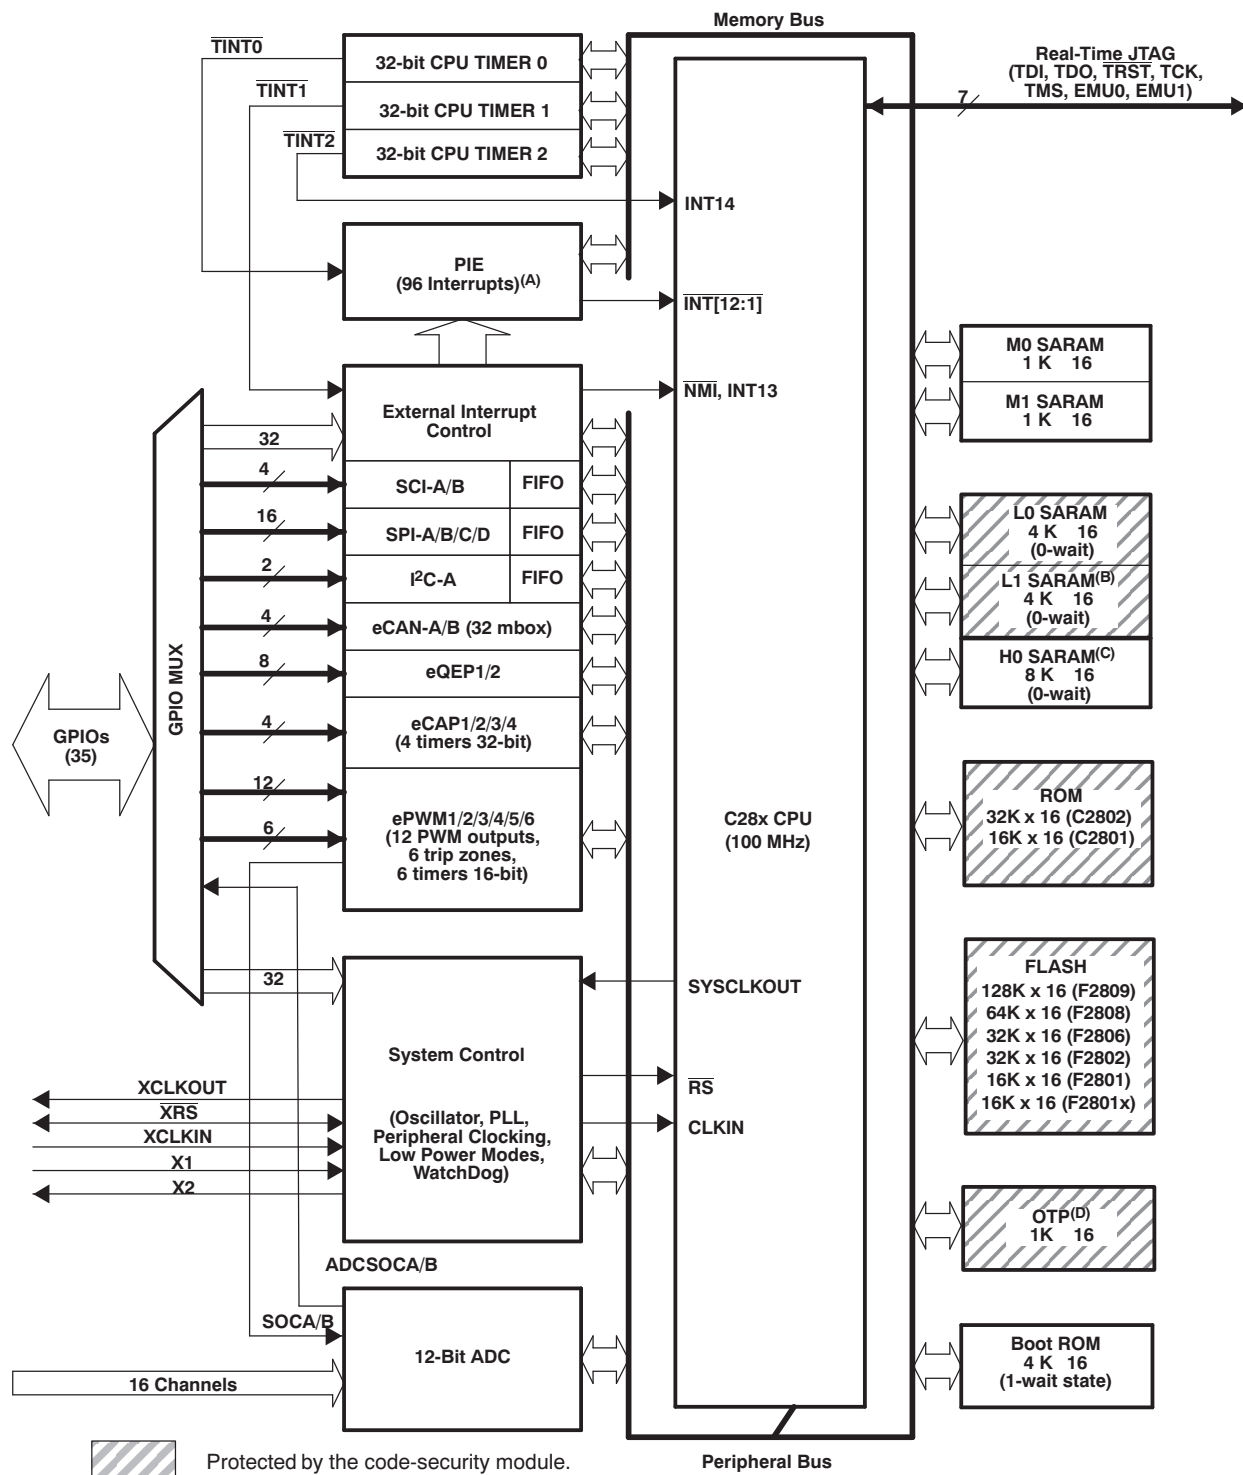 Memory Bus
TINT0
32-bit CPU TIMER 0
TINT1
32-bit CPU TIMER 1
TINT2
32-bit CPU TIMER 2
Real-Time JTAG
(TDI, TDO, TRST, TCK,
TMS, EMU0, EMU1)
7
INT14
PIE
(96 Interrupts)(A)
INT[12:1]
M0 SARAM
1 K 16
M1 SARAM
1 K 16
External Interrupt
Control
NMI, INT13
32
4
SCI-A/B
FIFO
16
SPI-A/B/C/D
FIFO
2
I2C-A
FIFO
4
eCAN-A/B (32 mbox)
8
eQEP1/2
4
eCAP1/2/3/4
(4 timers 32-bit)
12
6
ePWM1/2/3/4/5/6
(12 PWM outputs,
6 trip zones,
6 timers 16-bit)
GPIO MUX
GPIOs
(35)
L0 SARAM
4 K 16
(0-wait)
L1 SARAM(B)
4 K 16
(0-wait)
H0 SARAM(C)
8 K 16
(0-wait)
C28x CPU
(100 MHz)
ROM
32K x 16 (C2802)
16K x 16 (C2801)
32
SYSCLKOUT
System Control
(Oscillator, PLL,
Peripheral Clocking,
Low Power Modes,
WatchDog)
RS
CLKIN
FLASH
128K x 16 (F2809)
64K x 16 (F2808)
32K x 16 (F2806)
32K x 16 (F2802)
16K x 16 (F2801)
16K x 16 (F2801x)
XCLKOUT
XRS
XCLKIN
X1
X2
OTP(D)
1K 16
ADCSOCA/B
SOCA/B
12-Bit ADC
16 Channels
Boot ROM
4 K 16
(1-wait state)
Protected by the code-security module.
Peripheral Bus